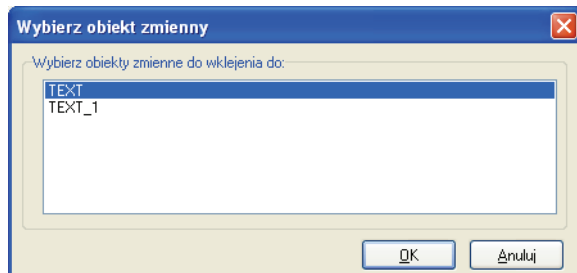 Wybierz obiekt zmienny
Wybierz obiekty zmienne do wklejenia do:
TEXT
TEXT_1
OK Anuluj